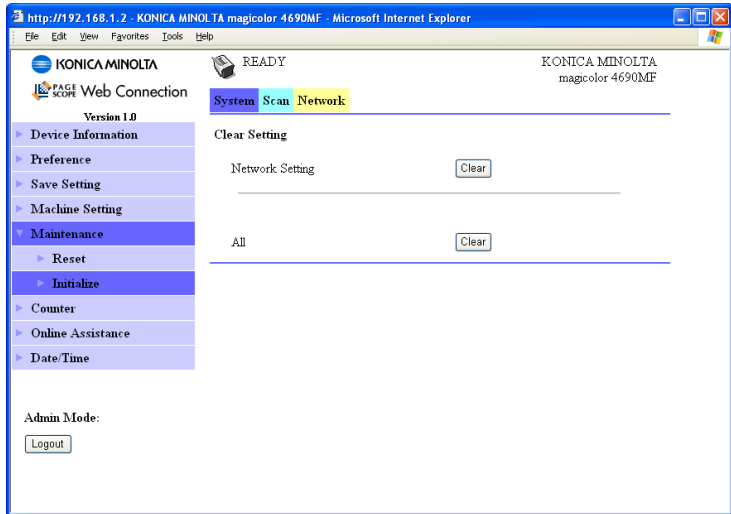 http://192.168.1.2 - KONICA MINOLTA magicolor 4690MF - Microsoft Internet Explorer
File Edit View Favorites Tools Help
KONICA MINOLTA
PAGE SCOPE Web Connection
Version 1.0
READY
KONICA MINOLTA
magicolor 4690MF
System Scan Network
Device Information
Preference
Save Setting
Machine Setting
Maintenance
Reset
Initialize
Counter
Online Assistance
Date/Time
Admin Mode:
Logout
Clear Setting
Network Setting Clear
All Clear